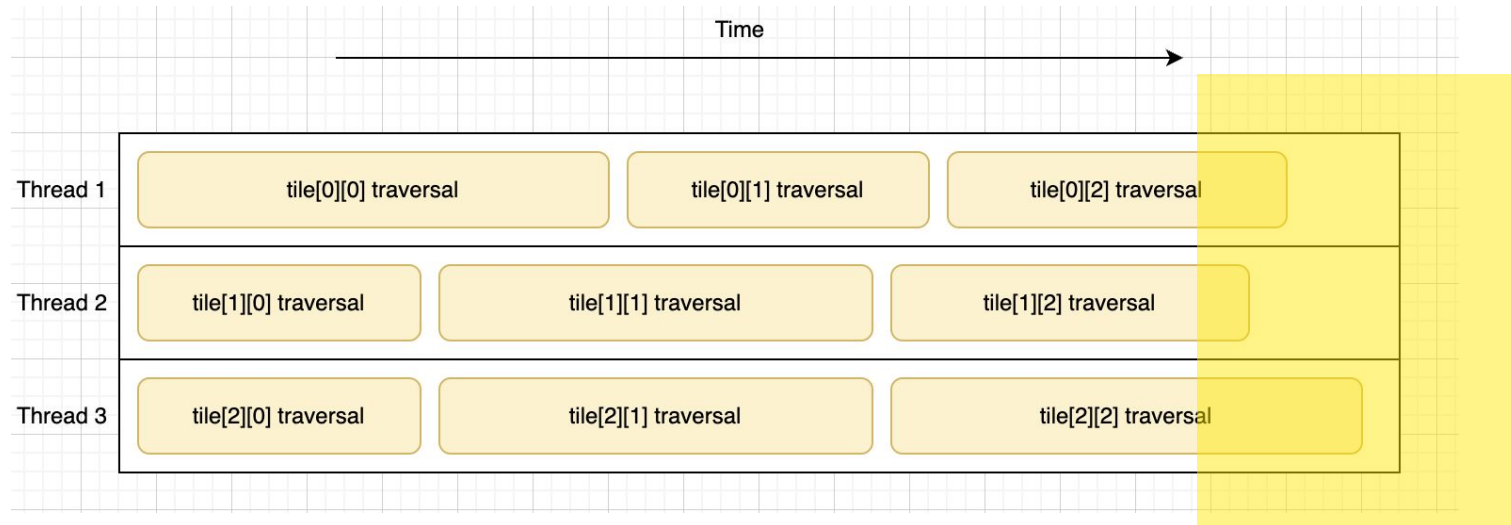 Time
Thread 1
tile[0][0] traversal
tile[0][1] traversal
tile[0][2] traversal
Thread 2
tile[1][0] traversal
tile[1][1] traversal
tile[1][2] traversal
Thread 3
tile[2][0] traversal
tile[2][1] traversal
tile[2][2] traversal